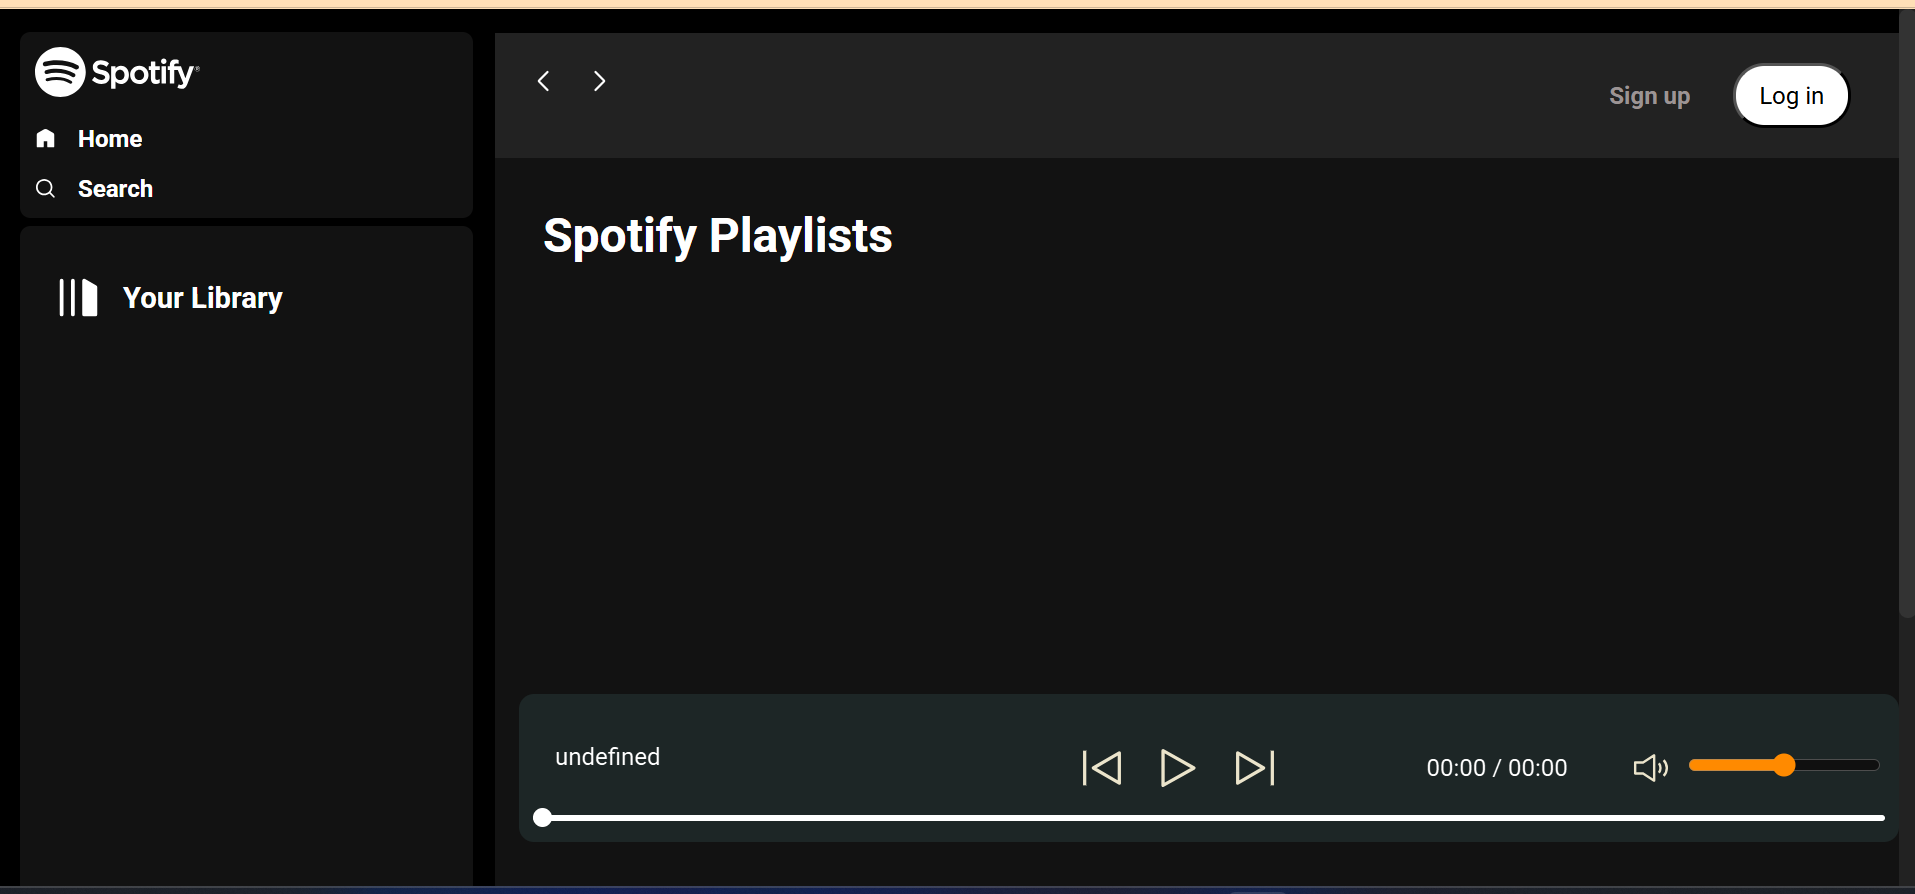 Spotify®
Home
Search
Your Library
Sign up
Log in
Spotify Playlists
undefined
00:00 / 00:00